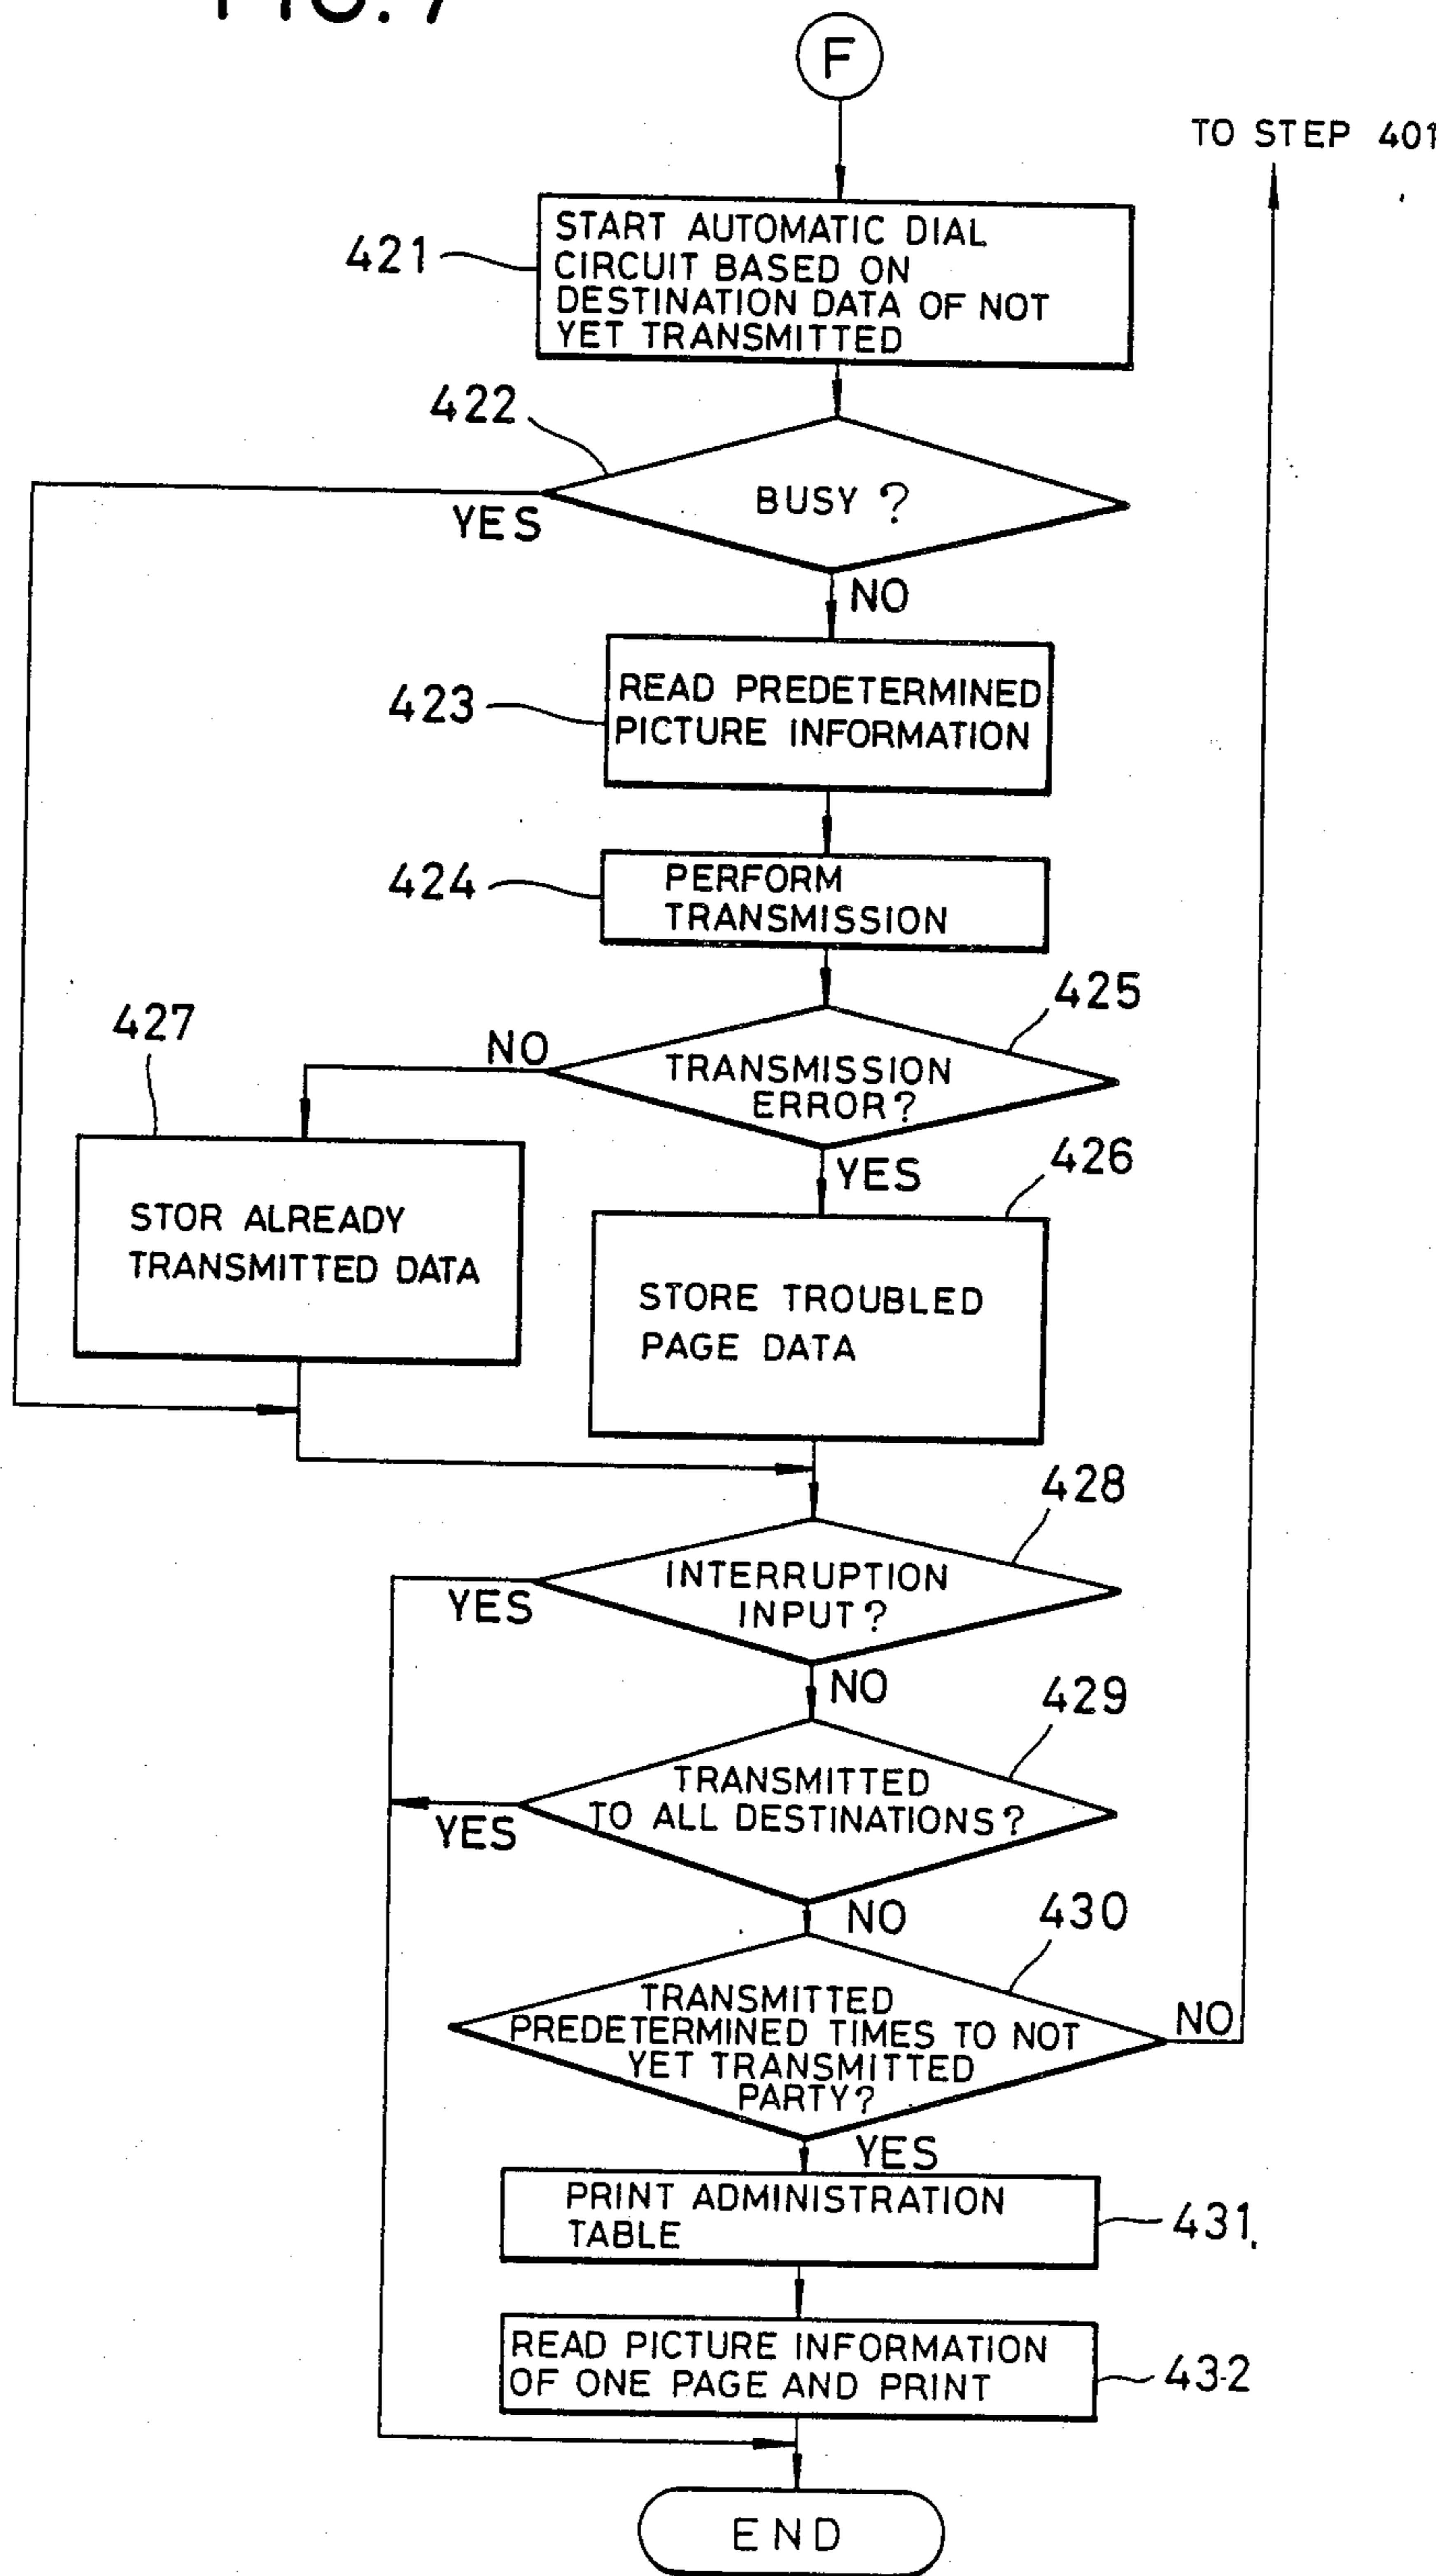 FIG. 7
F
TO STEP 401
421
START AUTOMATIC DIAL
CIRCUIT BASED ON
DESTINATION DATA OF NOT
YET TRANSMITTED
422
BUSY ?
YES
NO
423
READ PREDETERMINED
PICTURE INFORMATION
424
PERFORM
TRANSMISSION
425
TRANSMISSION
ERROR?
NO
YES
427
STOR ALREADY
TRANSMITTED DATA
426
STORE TROUBLED
PAGE DATA
428
INTERRUPTION
INPUT?
YES
NO
429
TRANSMITTED
TO ALL DESTINATIONS?
YES
NO
430
TRANSMITTED
PREDETERMINED TIMES TO NOT
YET TRANSMITTED
PARTY?
NO
YES
PRINT ADMINISTRATION
TABLE
431
READ PICTURE INFORMATION
OF ONE PAGE AND PRINT
432
END